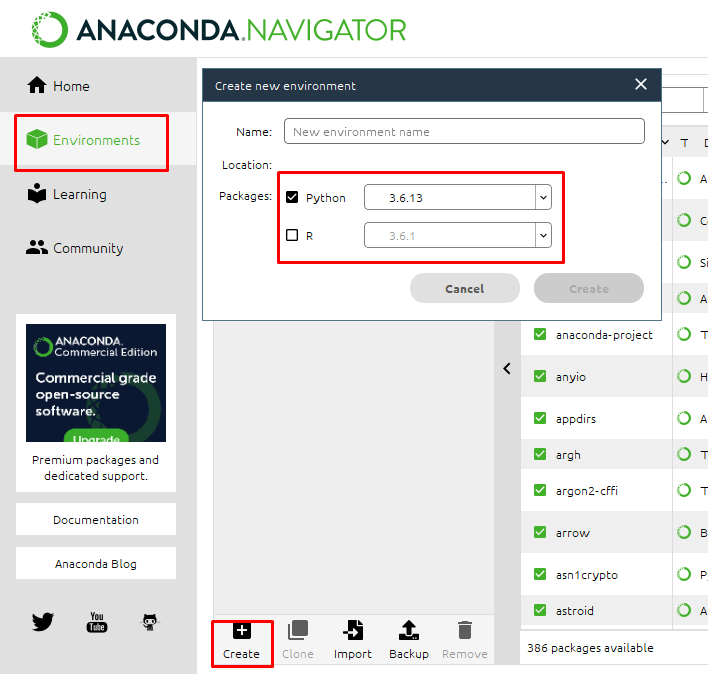 ANACONDA.NAVIGATOR
Home
Environments
Learning
Community
ANACONDA.
Commercial Edition
Commercial grade
open-source
software.
Upgrade
Premium packages and
dedicated support.
Documentation
Anaconda Blog
You
Tube
Create new environment
Name: New environment name
Location:
Packages: Python 3.6.13
R 3.6.1
Cancel Create
T D
A
C
Si
A
anaconda-project T
anyio H
appdirs A
argh T
argon2-cffi T
arrow B
asn1crypto P
astroid A
Create Clone Import Backup Remove
386 packages available